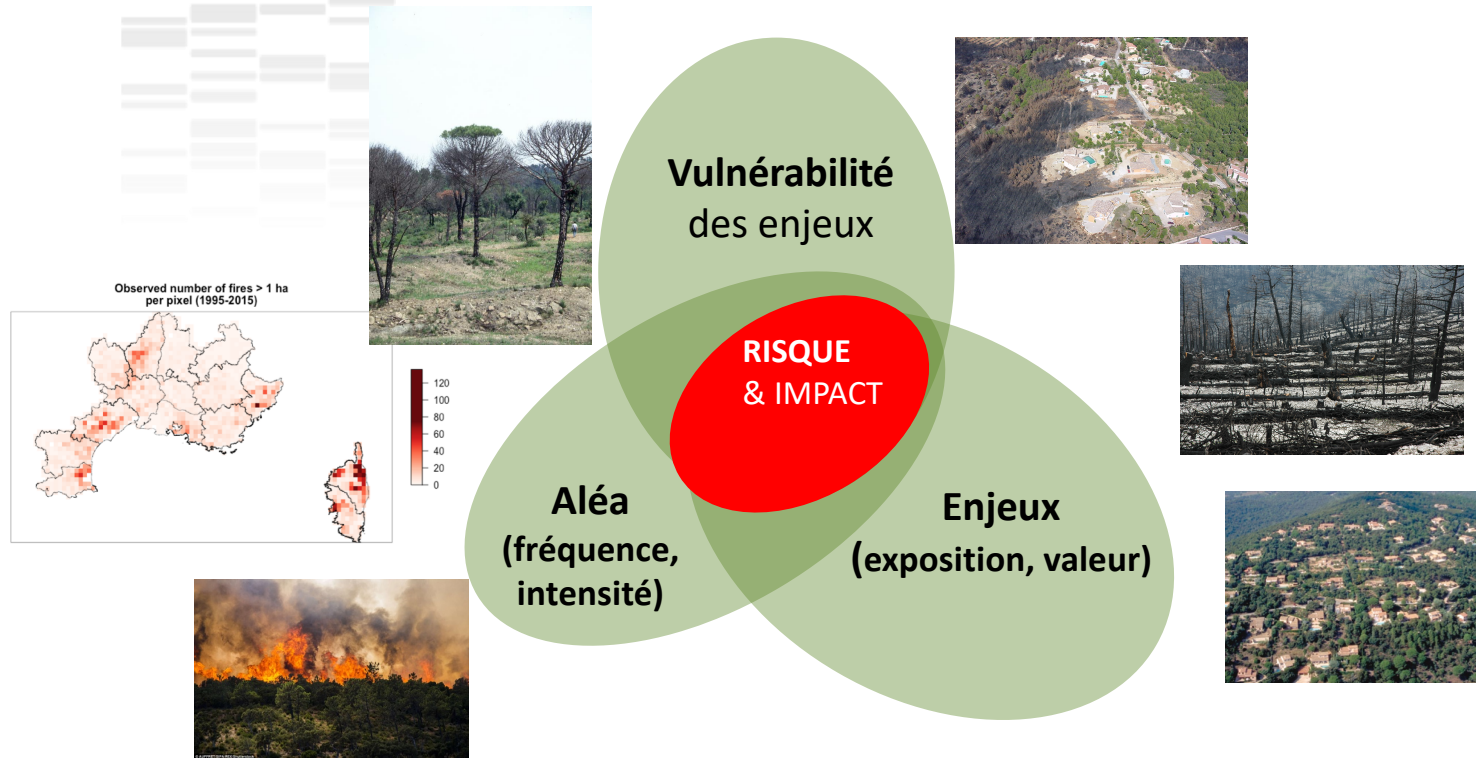 Vulnérabilité
des enjeux
Observed number of fires > 1 ha
per pixel (1995-2015)
120
100
80
60
40
20
0
RISQUE
& IMPACT
Aléa
(fréquence,
intensité)
Enjeux
(exposition, valeur)